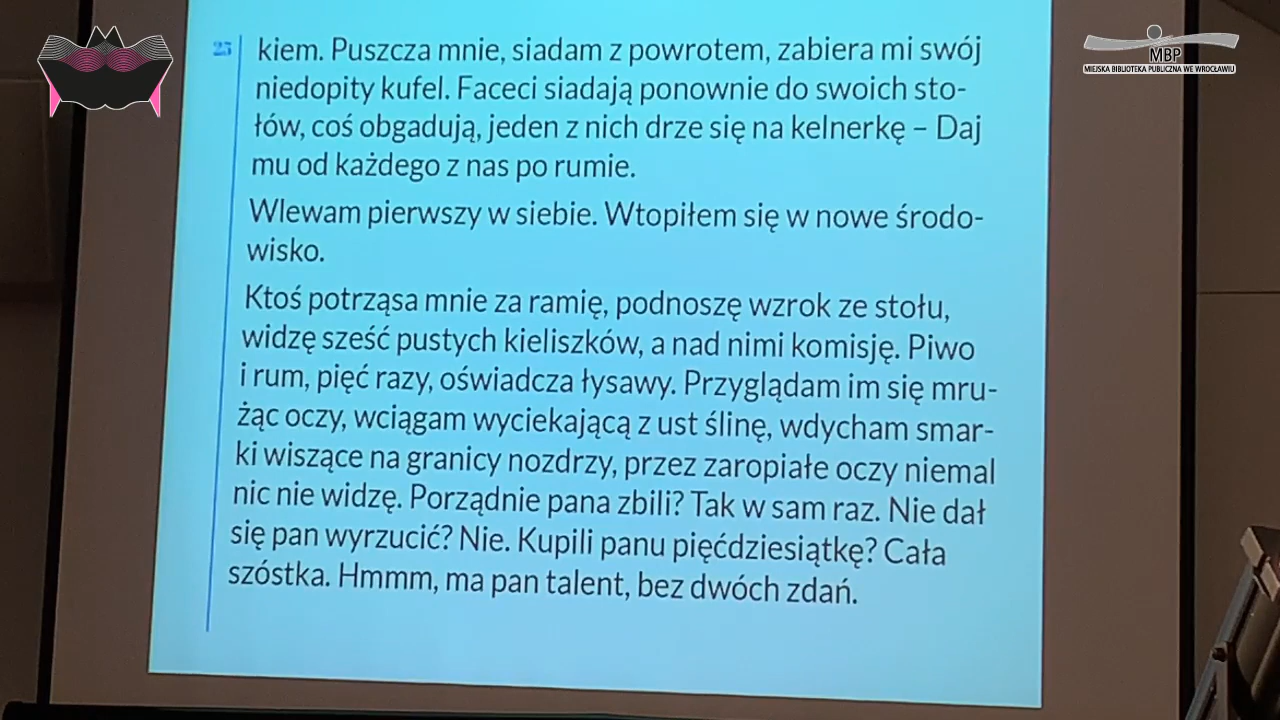 25
kiem. Puszcza mnie, siadam z powrotem, zabiera mi swój
niedopity kufel. Faceci siadają ponownie do swoich sto-
łów, coś obgadują, jeden z nich drze się na kelnerkę – Daj
mu od każdego z nas po rumie.
Wlewam pierwszy w siebie. Wtopiłem się w nowe środo-
wisko.
Ktoś potrząsa mnie za ramię, podnoszę wzrok ze stołu,
widzę sześć pustych kieliszków, a nad nimi komisję. Piwo
i rum, pięć razy, oświadcza łysawy. Przyglądam im się mru-
żąc oczy, wciągam wyciekającą z ust ślinę, wdycham smar-
ki wiszące na granicy nozdrzy, przez zaropiałe oczy niemal
nic nie widzę. Porządnie pana zbili? Tak w sam raz. Nie dał
się pan wyrzucić? Nie. Kupili panu pięćdziesiątkę? Cała
szóstka. Hmmm, ma pan talent, bez dwóch zdań.
MBP
MIEJSKA BIBLIOTEKA PUBLICZNA WE WROCŁAWIU